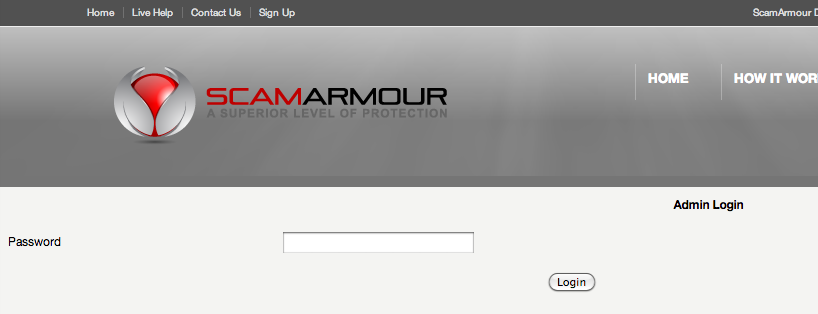 Home Live Help Contact Us Sign Up ScamArmour D
SCAMARMOUR
A SUPERIOR LEVEL OF PROTECTION
HOME HOW IT WOR
Admin Login
Password
Login